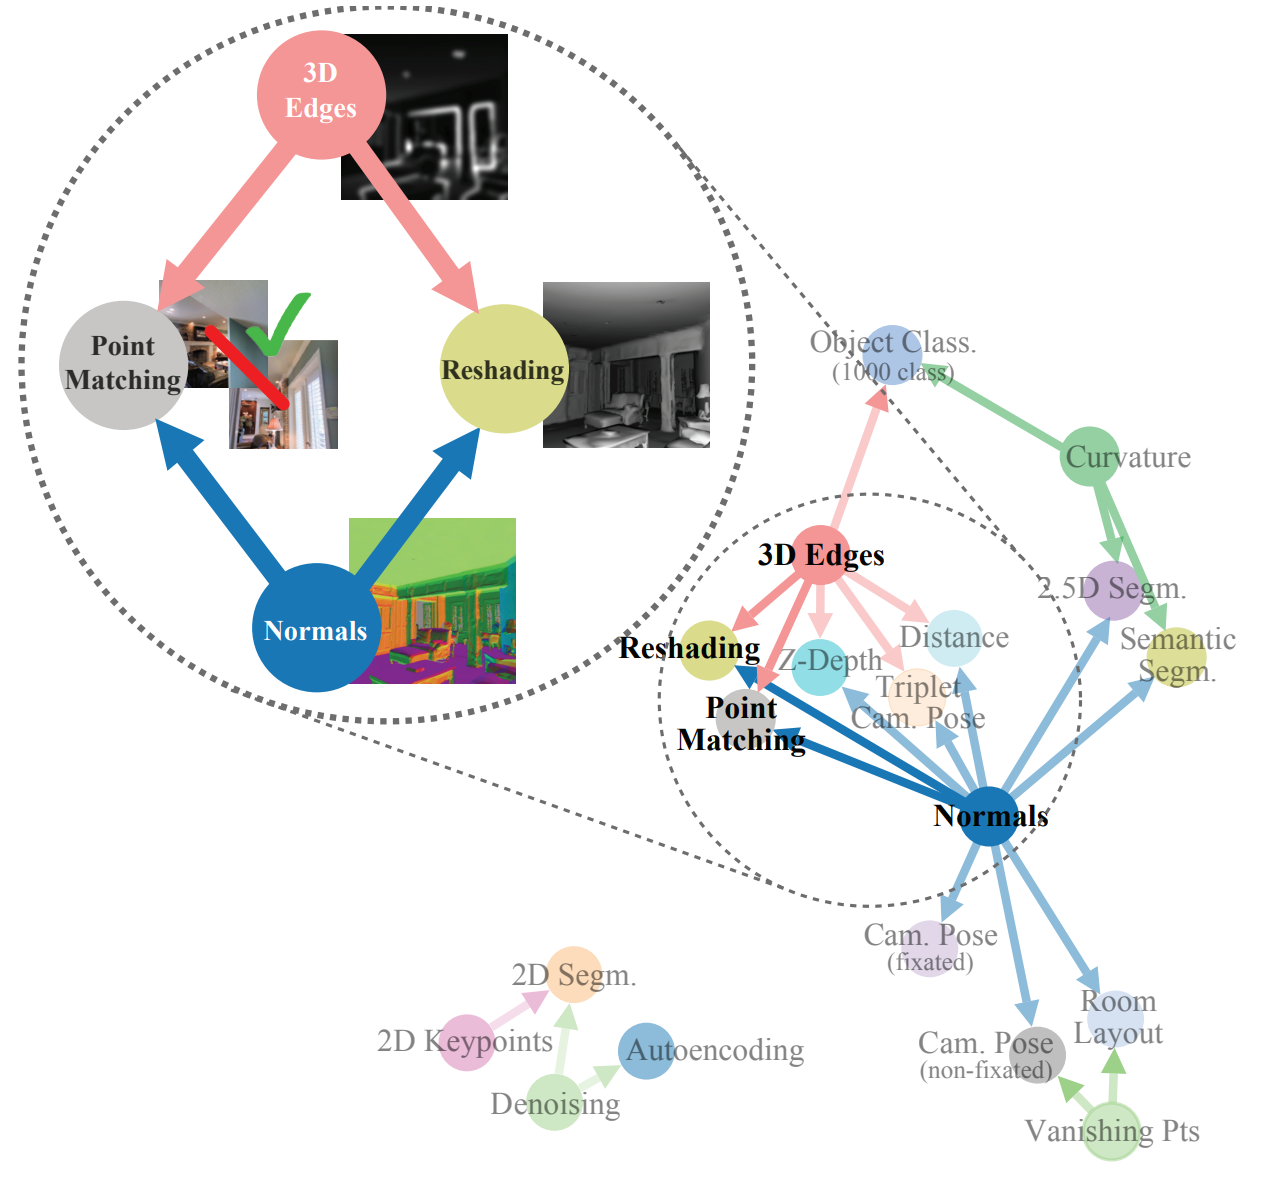 3D
Edges
Point
Matching
Reshading
Normals
Object Class.
(1000 class)
Curvature
3D Edges
2.5D Segm.
Reshading
Distance
Semantic
Segm.
Z-Depth
Triplet
Cam. Pose
Point
Matching
Normals
Cam. Pose
(fixated)
2D Segm.
2D Keypoints
Autoencoding
Denoising
Room
Layout
Cam. Pose
(non-fixated)
Vanishing Pts